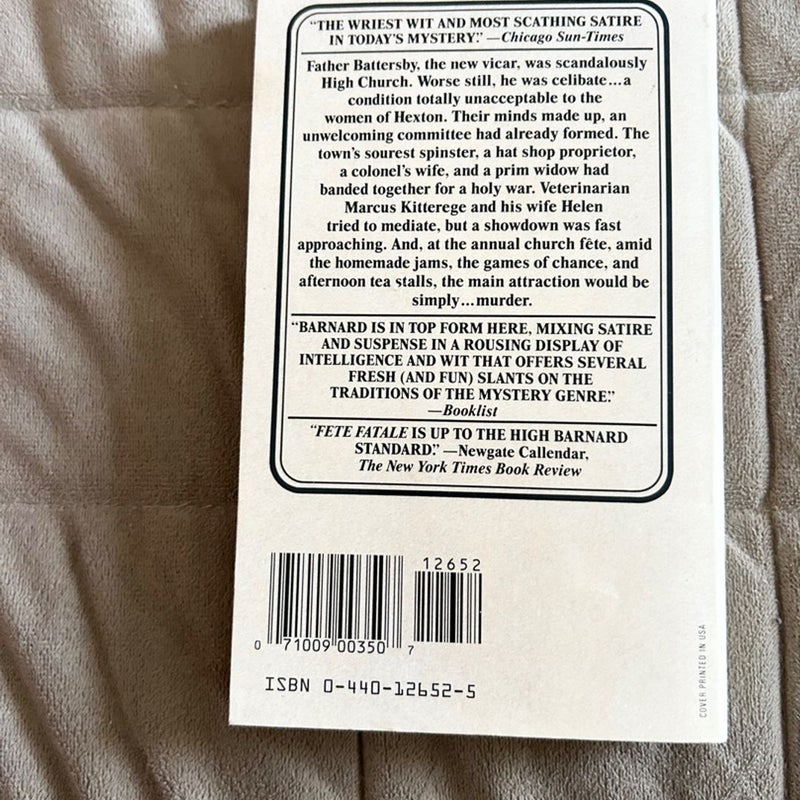 “THE WRIEST WIT AND MOST SCATHING SATIRE
IN TODAY'S MYSTERY.” —Chicago Sun-Times
Father Battersby, the new vicar, was scandalously
High Church. Worse still, he was celibate...a
condition totally unacceptable to the
women of Hexton. Their minds made up, an
unwelcoming committee had already formed. The
town's sourest spinster, a hat shop proprietor,
a colonel's wife, and a prim widow had
banded together for a holy war. Veterinarian
Marcus Kitterege and his wife Helen
tried to mediate, but a showdown was fast
approaching. And, at the annual church fête, amid
the homemade jams, the games of chance, and
afternoon tea stalls, the main attraction would be
simply...murder.
“BARNARD IS IN TOP FORM HERE, MIXING SATIRE
AND SUSPENSE IN A ROUSING DISPLAY OF
INTELLIGENCE AND WIT THAT OFFERS SEVERAL
FRESH (AND FUN) SLANTS ON THE
TRADITIONS OF THE MYSTERY GENRE.”
—Booklist
“FETE FATALE IS UP TO THE HIGH BARNARD
STANDARD.” —Newgate Callendar,
The New York Times Book Review
12652
0 71009 00350 7
ISBN 0-440-12652-5
COVER PRINTED IN USA